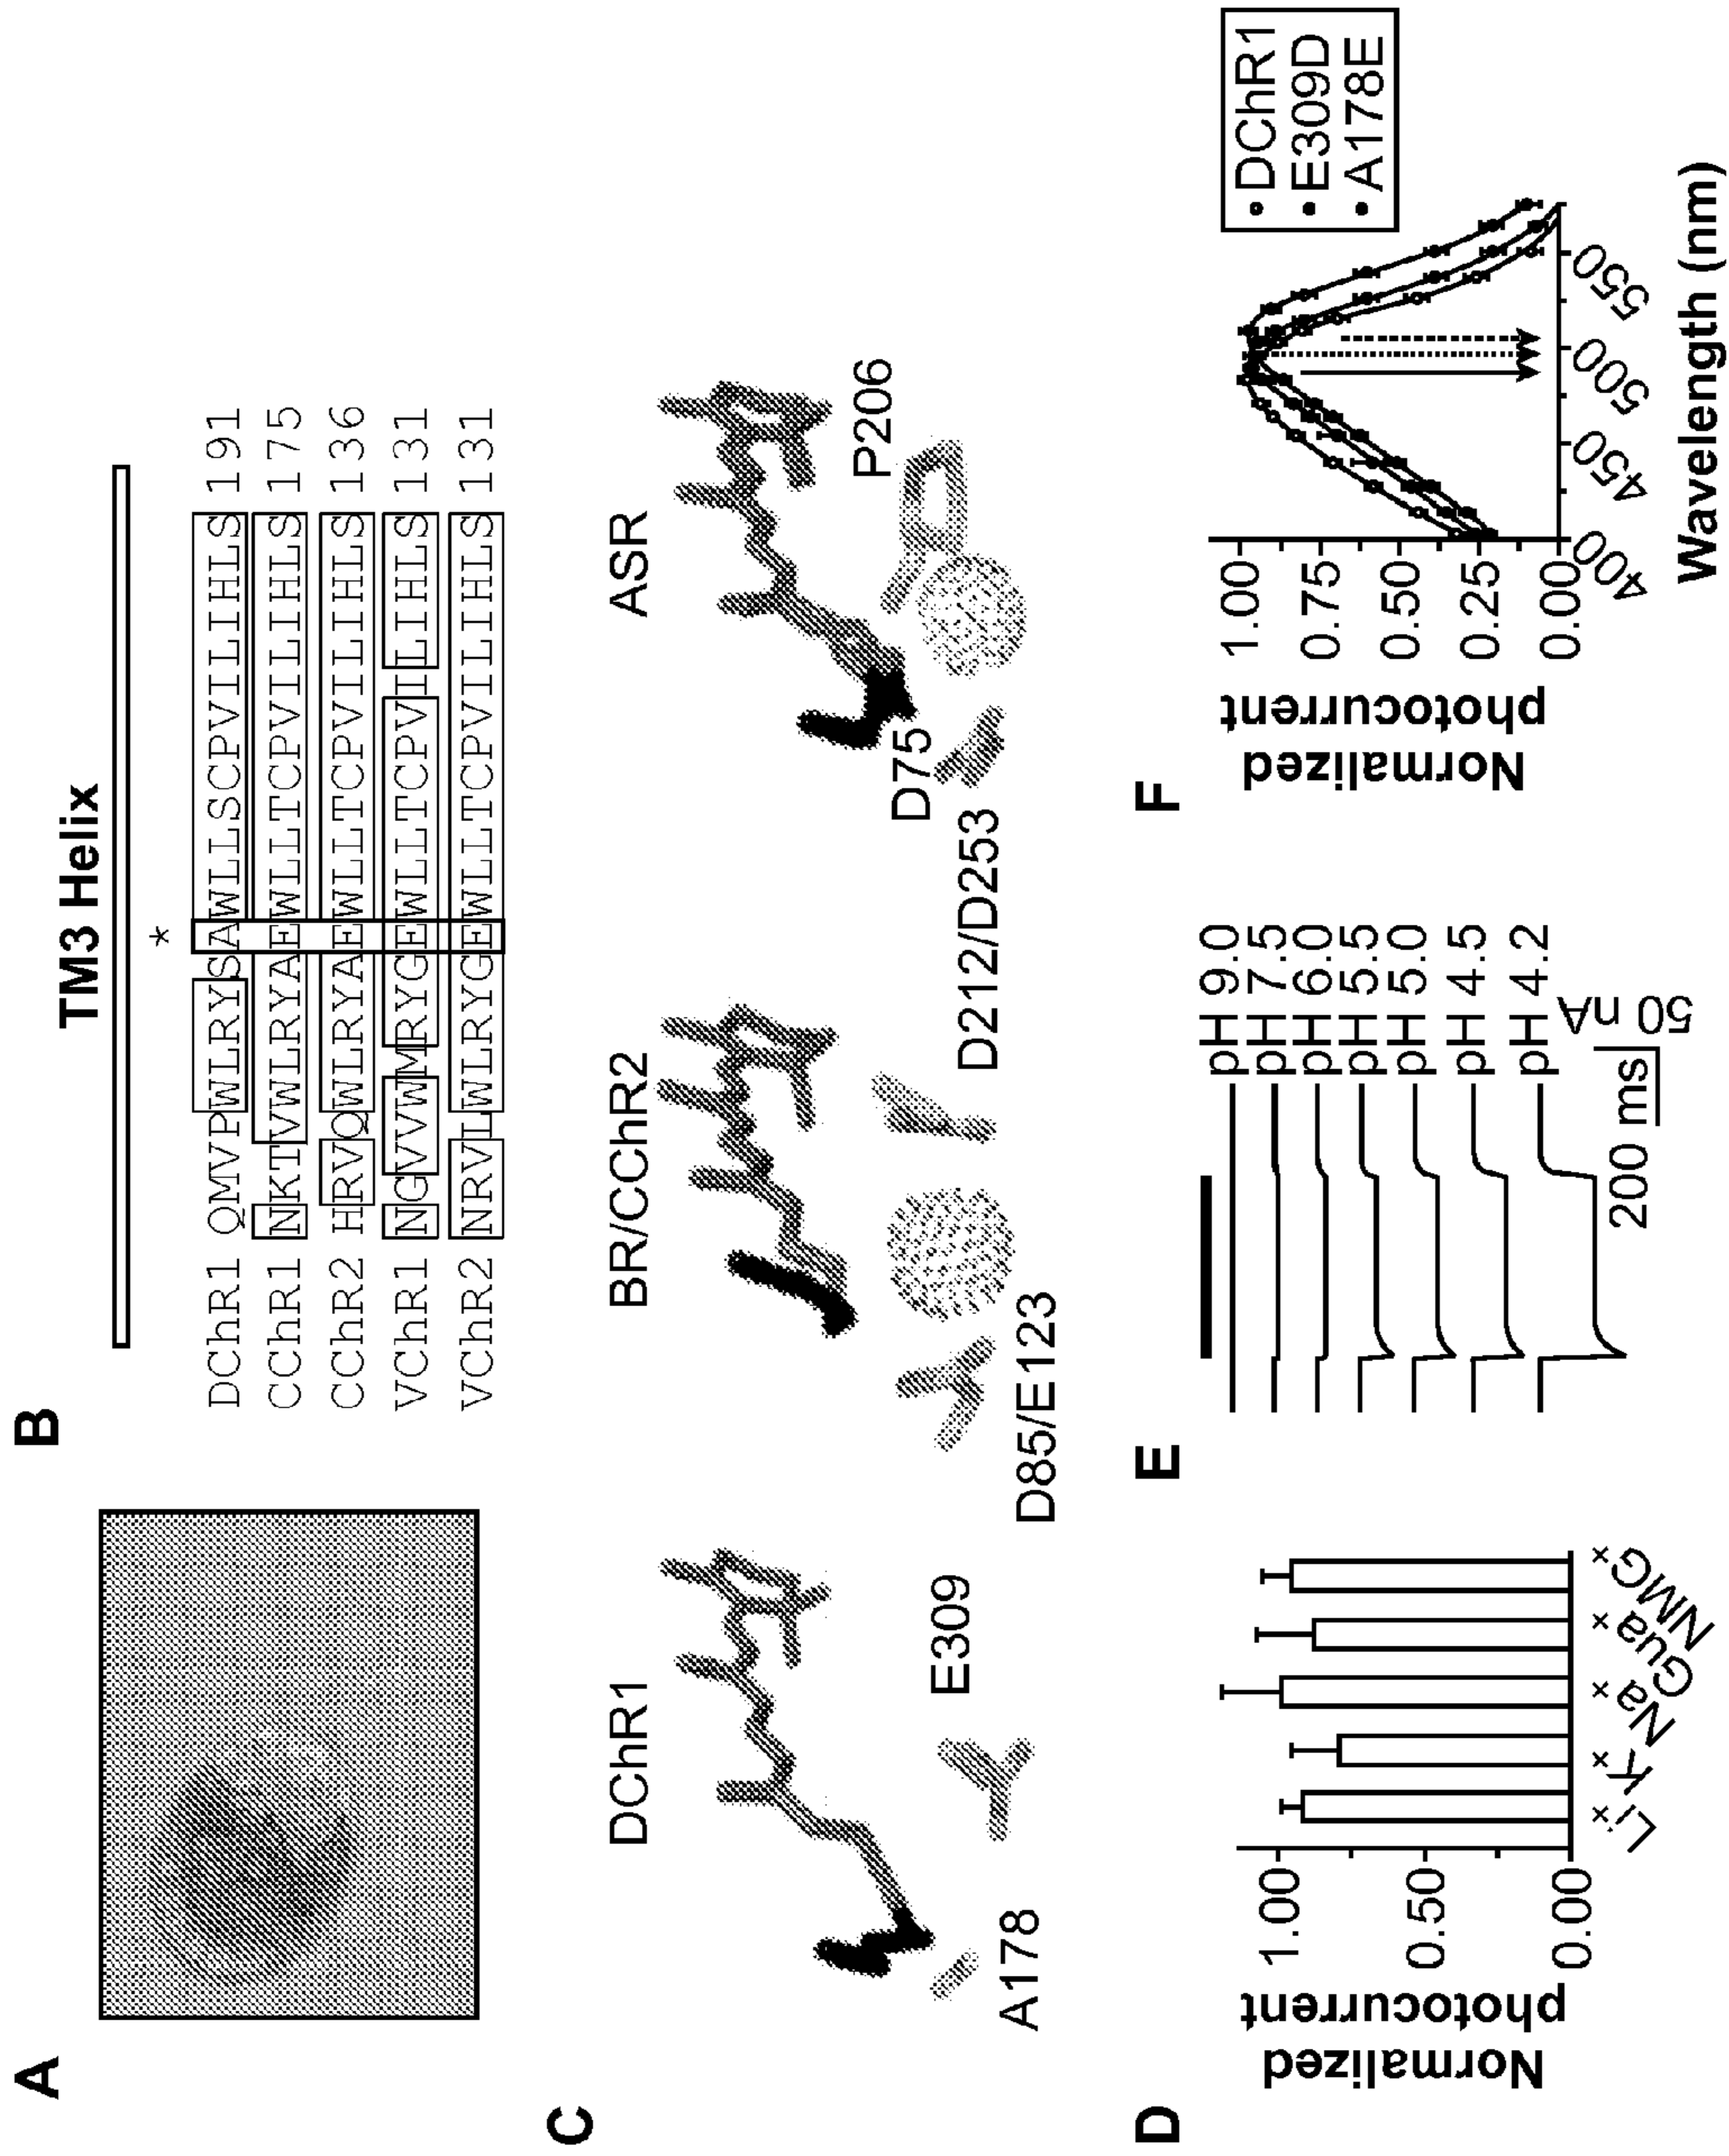 A
B
TM3 Helix
*
DChR1 QMVPWLRYSAWLLSCPVILIHLS 191
CChR1 NKTVWLRYAEWLLTCPVILIHLS 175
CChR2 HRVQWLRYAEWLLTCPVILIHLS 136
VChR1 NGVVWMRYGEWLLTCPVILIHLS 131
VChR2 NRVLWLRYGEWLLTCPVILIHLS 131
C
DChR1
A178
E309
BR/CChR2
D85/E123
D212/D253
ASR
D75
P206
D
Normalized
photocurrent
1.00
0.50
0.00
Li+
K+
Na+
Gua+
NMG+
E
pH 9.0
pH 7.5
pH 6.0
pH 5.5
pH 5.0
pH 4.5
pH 4.2
200 ms
50 nA
F
Normalized
photocurrent
1.00
0.75
0.50
0.25
0.00
400
450
500
550
Wavelength (nm)
DChR1
E309D
A178E